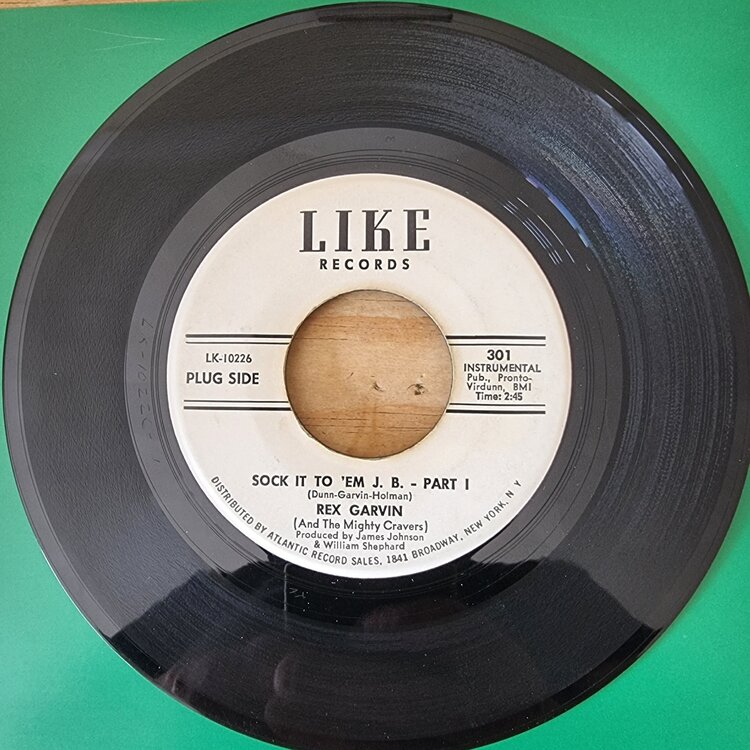 LIKE
RECORDS
LK-10226
PLUG SIDE
301
INSTRUMENTAL
Pub., Pronto-
Virdunn, BMI
Time: 2:45
SOCK IT TO 'EM J. B. - PART I
(Dunn-Garvin-Holman)
REX GARVIN
(And The Mighty Cravers)
Produced by James Johnson
& William Shephard
DISTRIBUTED BY ATLANTIC RECORD SALES, 1841 BROADWAY, NEW YORK, N Y